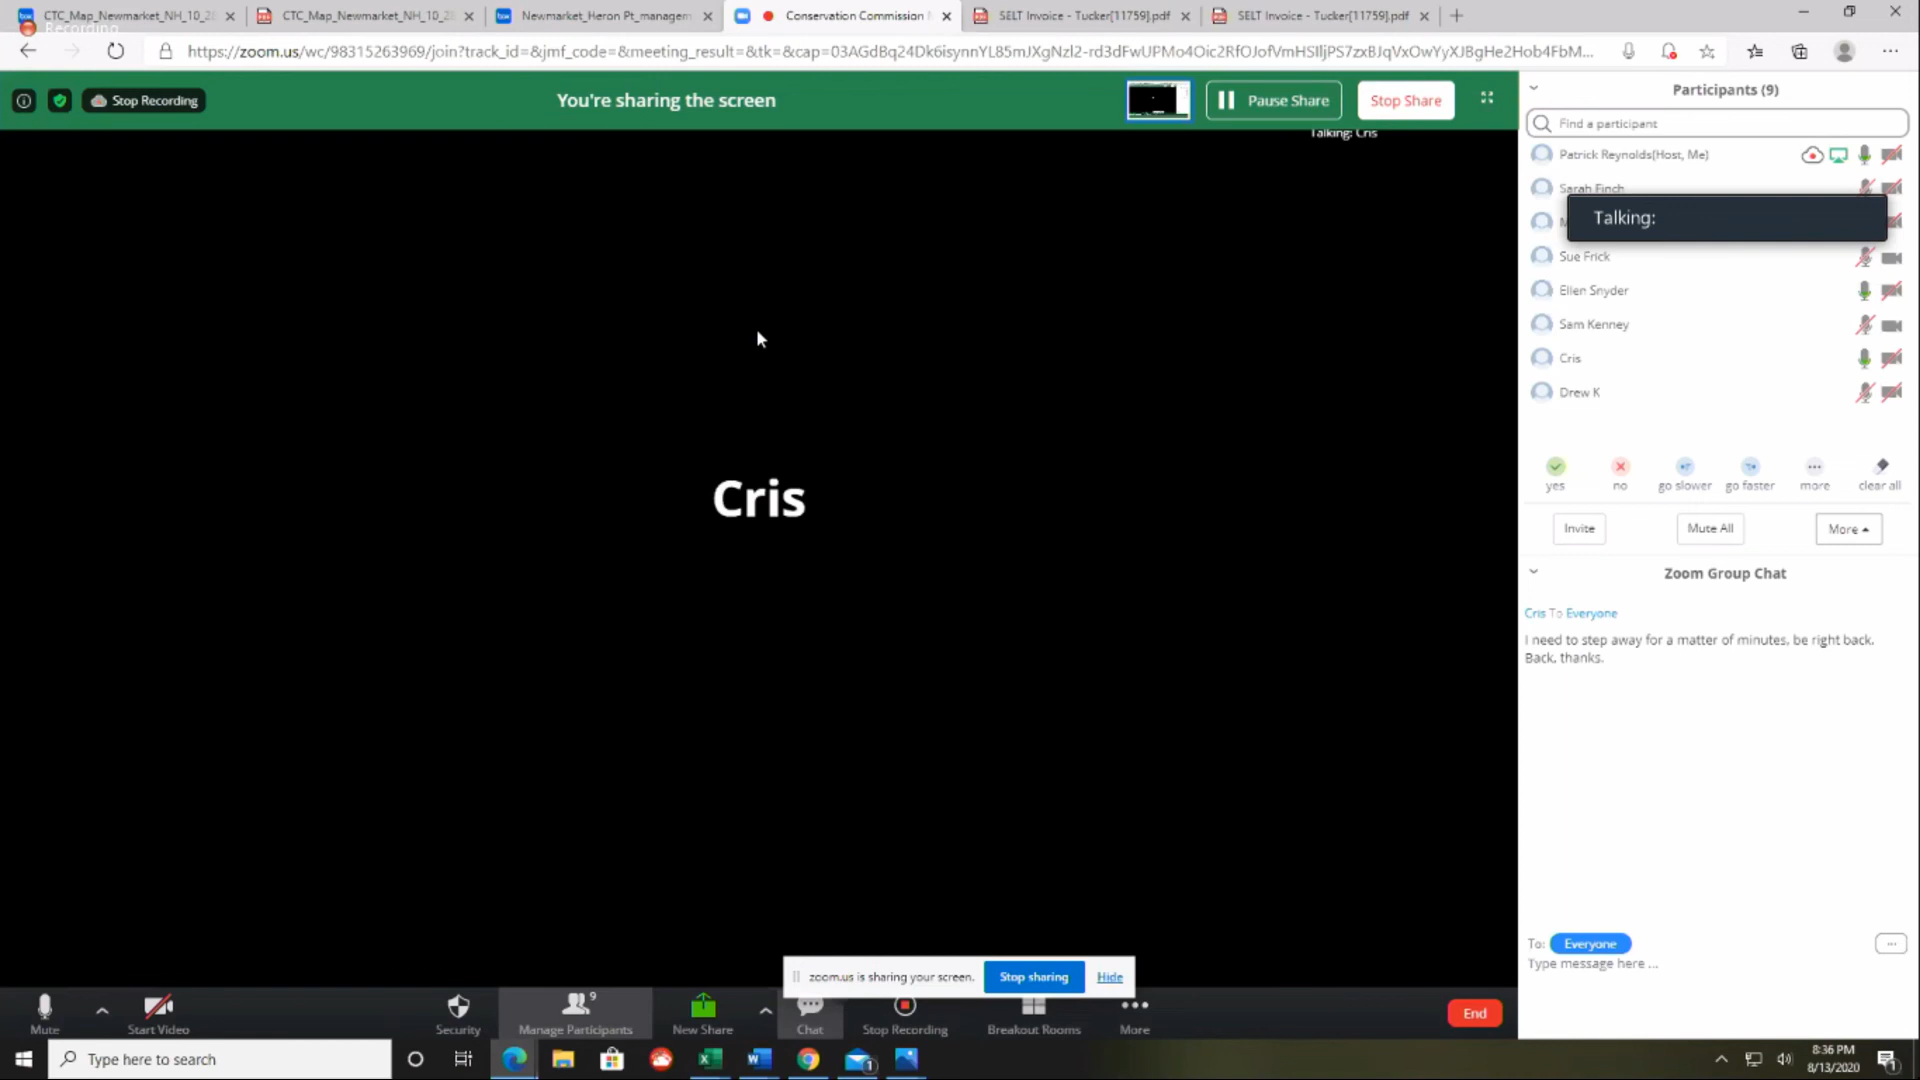 CTC_Map_Newmarket_NH_10_28
CTC_Map_Newmarket_NH_10_28
Newmarket_Heron Pt_managem
Conservation Commission
SELT Invoice - Tucker[11759].pdf
SELT Invoice - Tucker[11759].pdf
Recording
https://zoom.us/wc/98315263969/join?track_id=&jmf_code=&meeting_result=&tk=&cap=
Stop Recording
You're sharing the screen
Pause Share
Stop Share
Talking: Cris
Participants (9)
Find a participant
Patrick Reynolds(Host, Me)
Sarah Finch
Talking:
Sue Frick
Ellen Snyder
Sam Kenney
Cris
Drew K
yes
no
go slower
go faster
more
clear all
Invite
Mute All
More
Cris
Zoom Group Chat
Cris To Everyone
I need to step away for a matter of minutes, be right back.
Back, thanks.
To: Everyone
Type message here ...
zoom.us is sharing your screen.
Stop sharing
Hide
Mute
Start Video
Security
9
Manage Participants
New Share
Chat
Stop Recording
Breakout Rooms
More
End
Type here to search
1
8:36 PM
8/13/2020
1